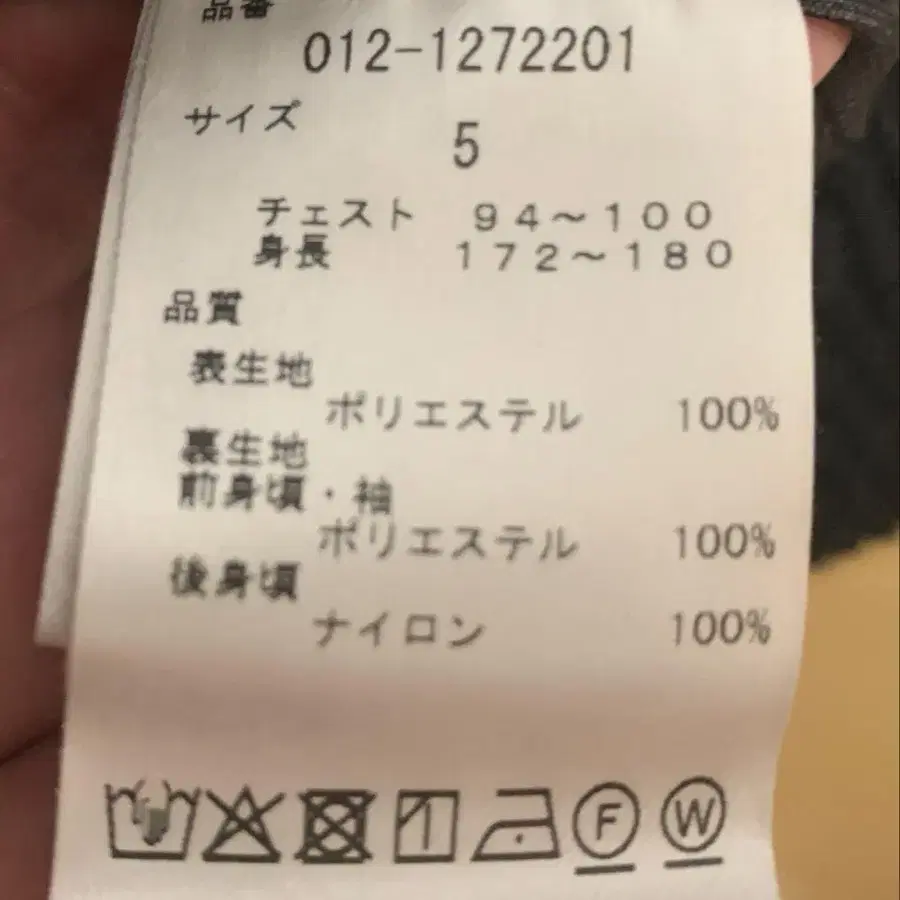 品番
012-1272201
サイズ
5
チェスト 94～100
身長 172～180
品質
表生地
ポリエステル 100%
裏生地
前身頃・袖
ポリエステル 100%
後身頃
ナイロン 100%
F W